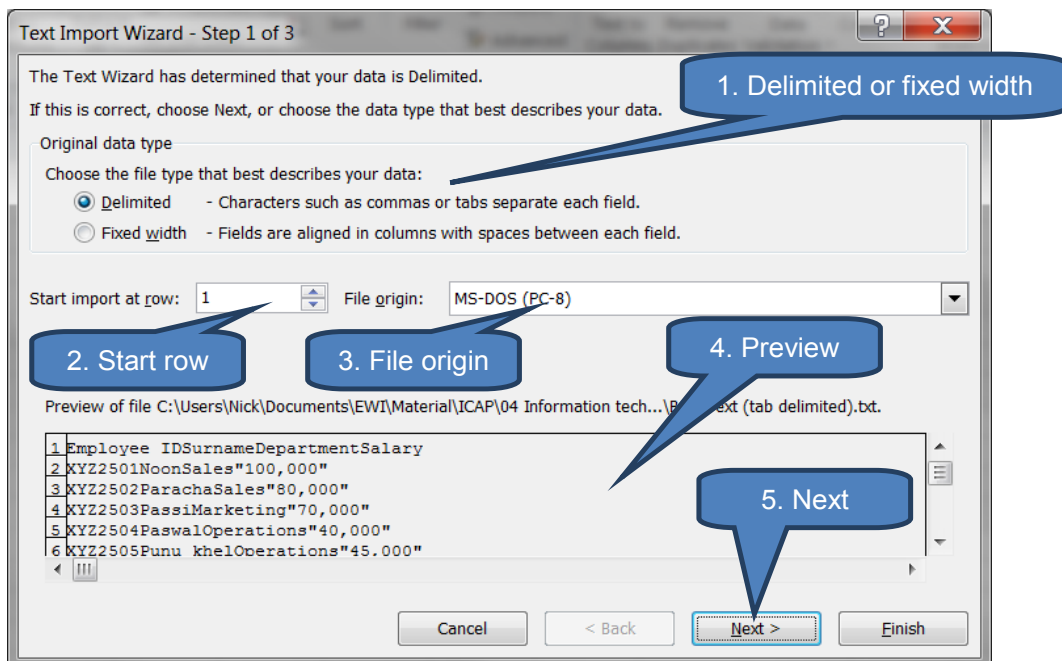 Text Import Wizard - Step 1 of 3
The Text Wizard has determined that your data is Delimited.
1. Delimited or fixed width
If this is correct, choose Next, or choose the data type that best describes your data.
Original data type
Choose the file type that best describes your data:
Delimited - Characters such as commas or tabs separate each field.
Fixed width - Fields are aligned in columns with spaces between each field.
Start import at row: 1 File origin: MS-DOS (PC-8)
2. Start row 3. File origin 4. Preview
Preview of file C:\Users\Nick\Documents\EWI\Material\ICAP\04 Information tech...\ext (tab delimited).txt.
1 Employee IDSurnameDepartmentSalary
2 XYZ2501NoonSales"100,000"
3 XYZ2502ParachaSales"80,000"
4 XYZ2503PassiMarketing"70,000"
5 XYZ2504PaswalOperations"40,000"
6 XYZ2505Punu khelOperations"45,000"
5. Next
Cancel < Back Next > Finish